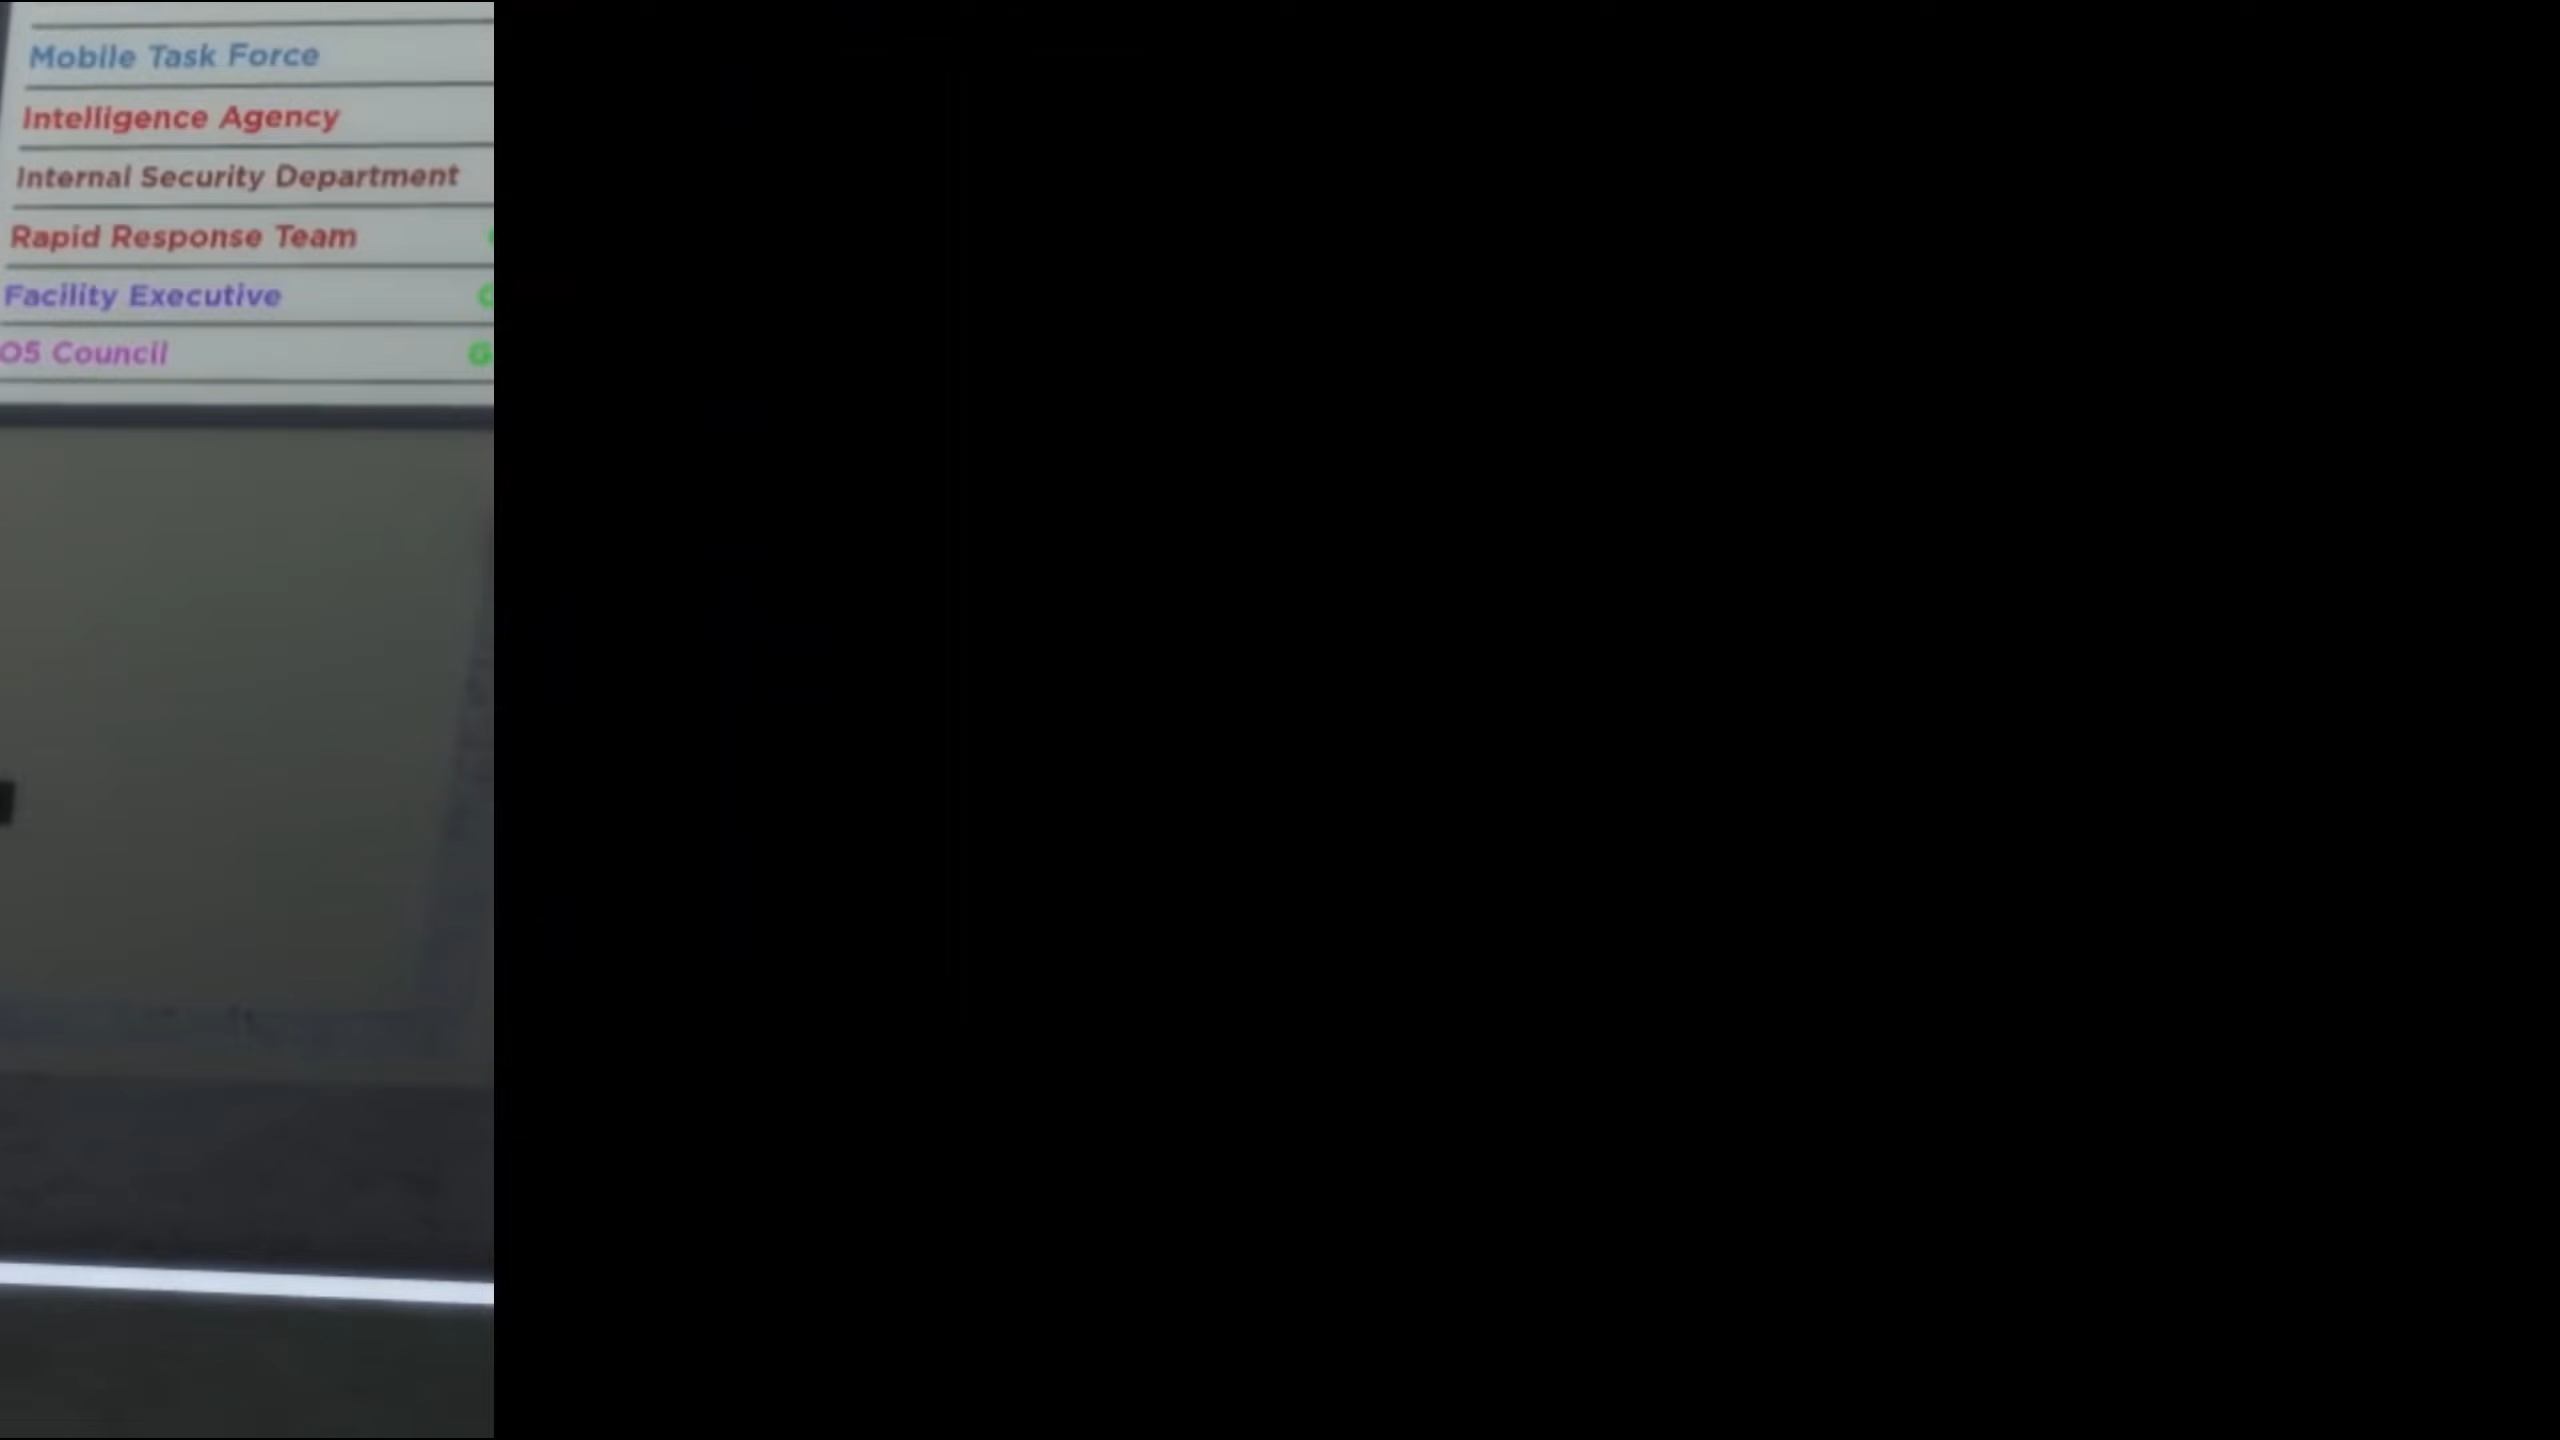 Mobile Task Force
Intelligence Agency
Internal Security Department
Rapid Response Team
Facility Executive
O5 Council